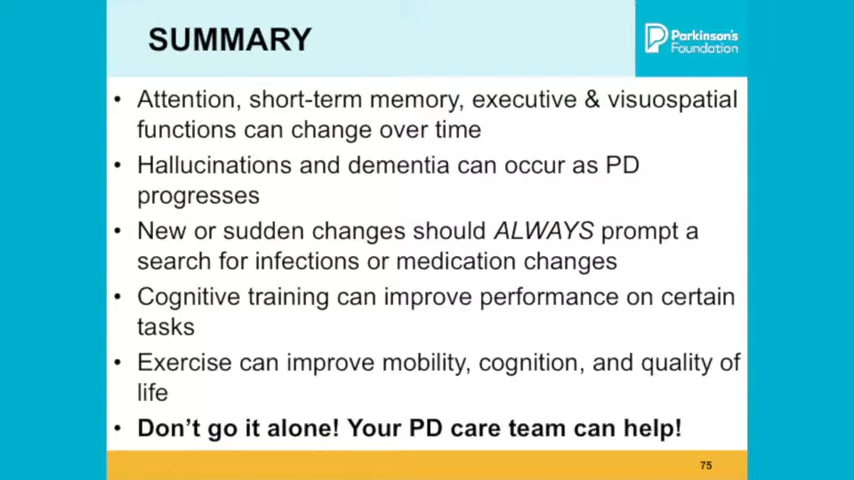 SUMMARY
Parkinson's
Foundation
• Attention, short-term memory, executive & visuospatial
functions can change over time
• Hallucinations and dementia can occur as PD
progresses
• New or sudden changes should ALWAYS prompt a
search for infections or medication changes
• Cognitive training can improve performance on certain
tasks
• Exercise can improve mobility, cognition, and quality of
life
• Don't go it alone! Your PD care team can help!
75